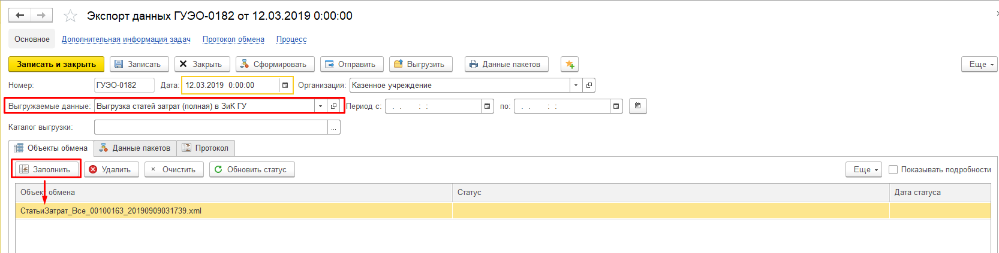 Экспорт данных ГУЭО-0182 от 12.03.2019 0:00:00
Основное Дополнительная информация задач Протокол обмена Процесс
Записать и закрыть Записать Закрыть Сформировать Отправить Выгрузить Данные пакетов Еще
Номер: ГУЭО-0182 Дата: 12.03.2019 0:00:00 Организация: Казенное учреждение
Выгружаемые данные: Выгрузка статей затрат (полная) в ЗиК ГУ Период с: . . : : по: . . : :
Каталог выгрузки: ...
Объекты обмена Данные пакетов Протокол
Заполнить Удалить Очистить Обновить статус Еще Показывать подробности
Объект обмена Статус Дата статуса
СтатьиЗатрат_Все_00100163_20190909031739.xml